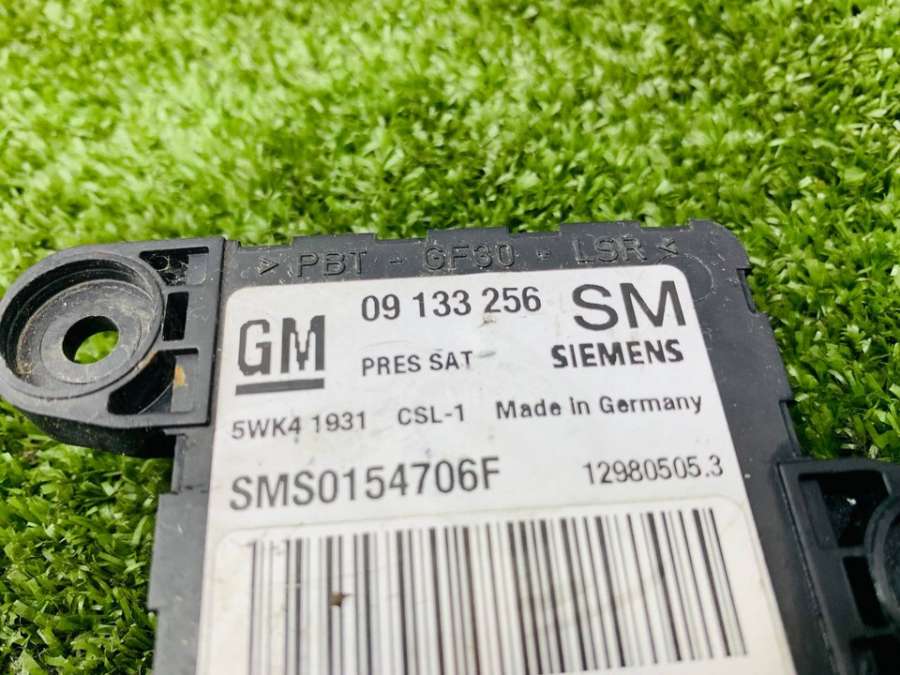 > PBT - GF30 - LSR <
GM 09 133 256 SM
PRES SAT SIEMENS
5WK4 1931 CSL-1 Made in Germany
SMS0154706F 12980505.3